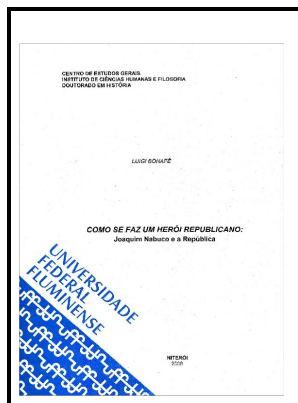 CENTRO DE ESTUDOS GERAIS
INSTITUTO DE CIÊNCIAS HUMANAS E FILOSOFIA
DOUTORADO EM HISTÓRIA
LUIGI BONAFÉ
COMO SE FAZ UM HERÓI REPUBLICANO:
Joaquim Nabuco e a República
UNIVERSIDADE
FEDERAL
FLUMINENSE
NITERÓI
2008